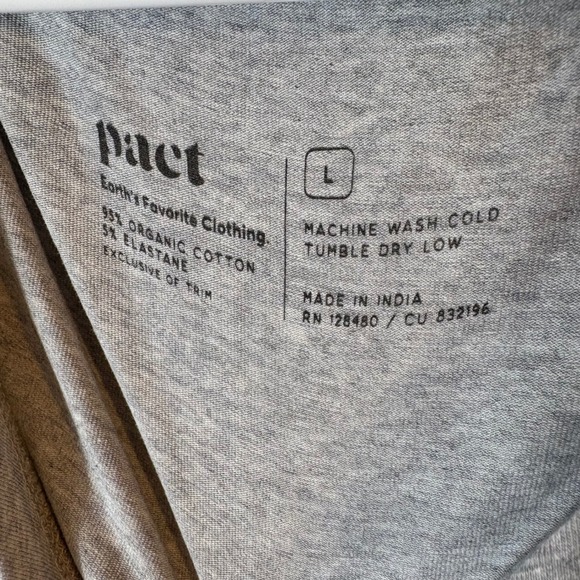 pact
Earth's Favorite Clothing.
95% ORGANIC COTTON
5% ELASTANE
EXCLUSIVE OF TRIM
L
MACHINE WASH COLD
TUMBLE DRY LOW
MADE IN INDIA
RN 128480 / CU 832196